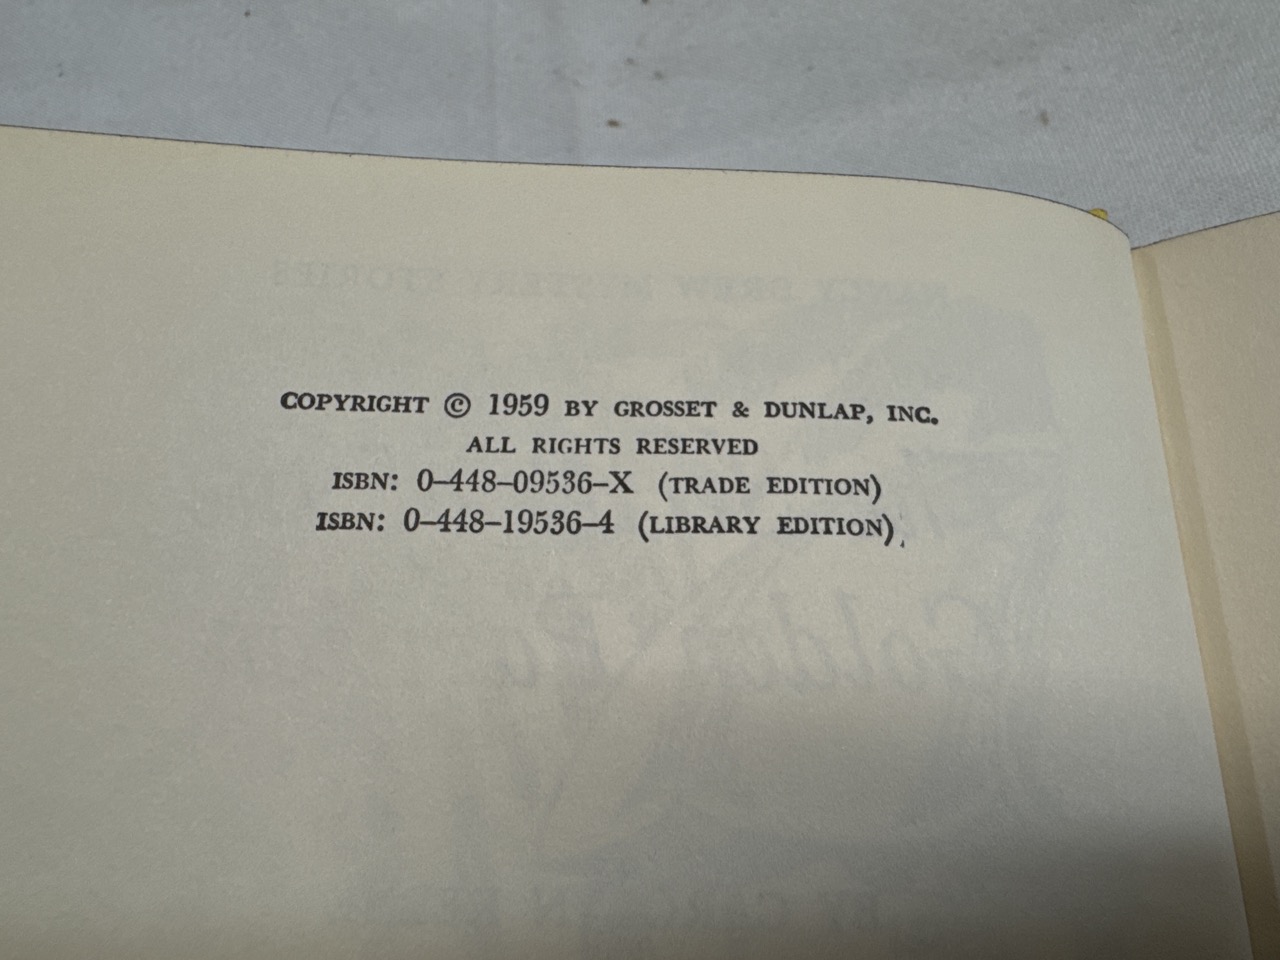 COPYRIGHT © 1959 BY GROSSET & DUNLAP, INC.
ALL RIGHTS RESERVED
ISBN: 0-448-09536-X (TRADE EDITION)
ISBN: 0-448-19536-4 (LIBRARY EDITION)